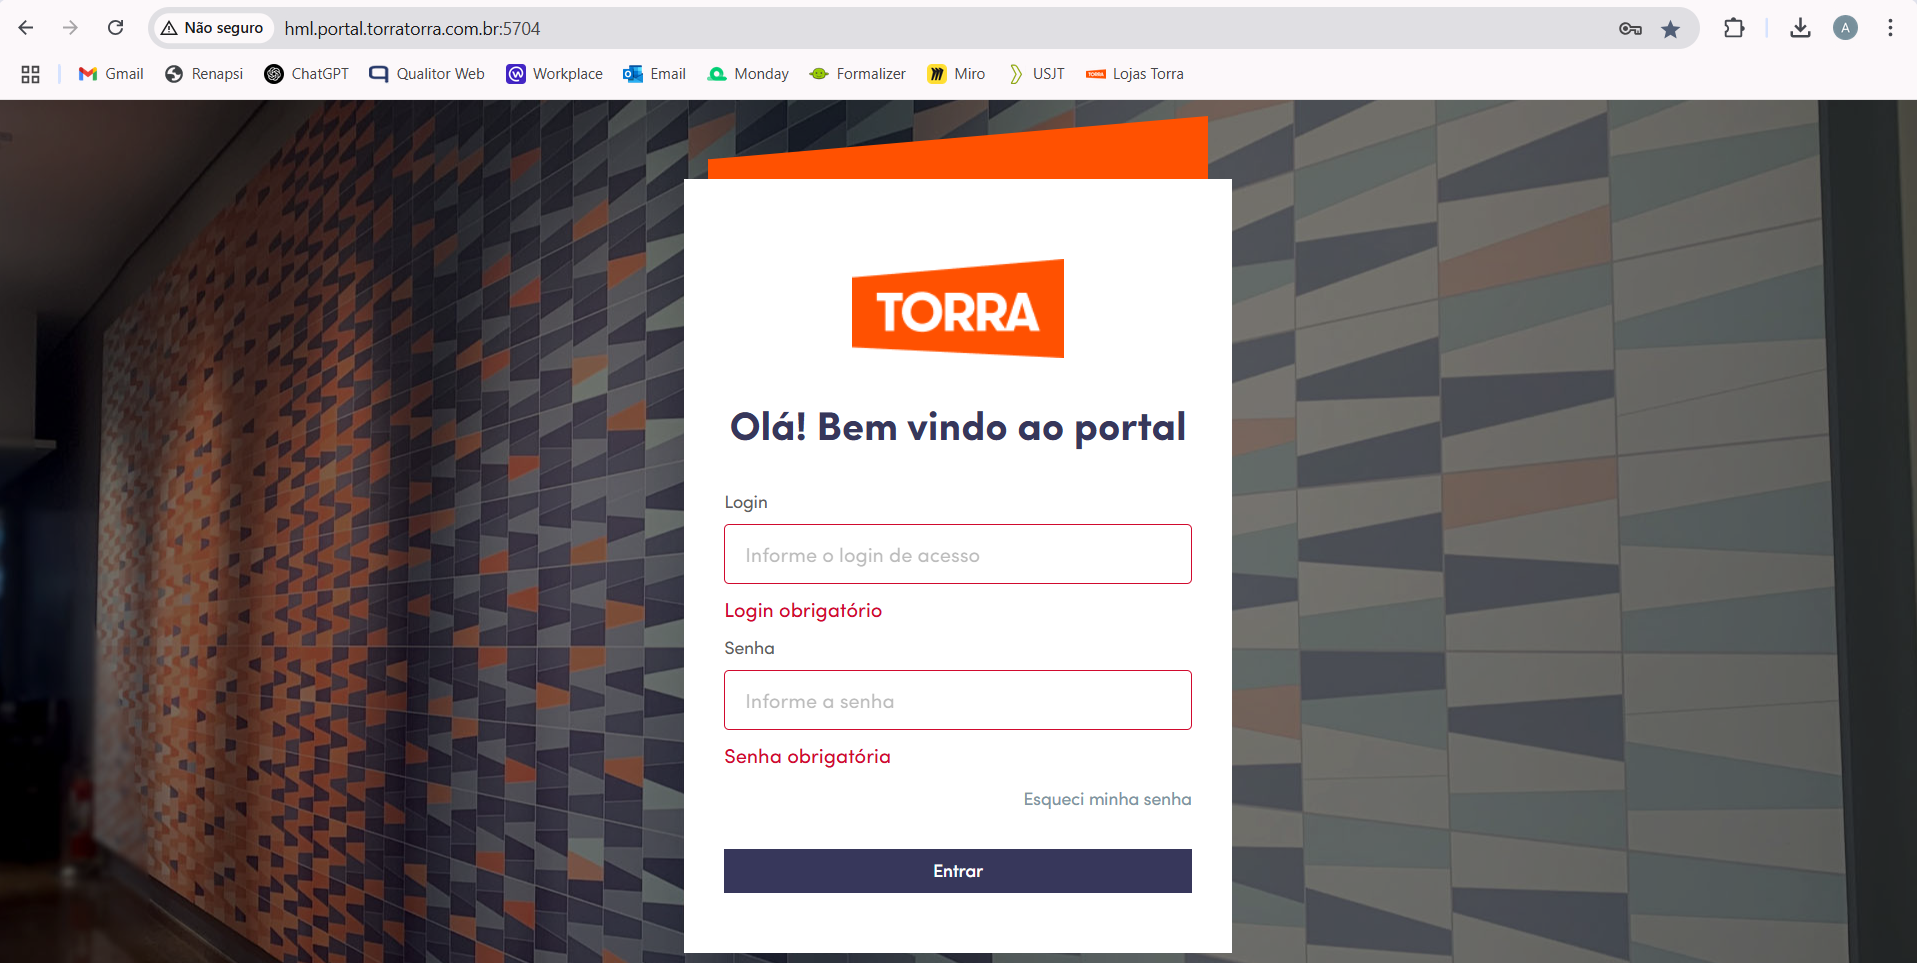 Não seguro
hml.portal.torratorra.com.br:5704
A
Gmail
Renapsi
ChatGPT
Qualitor Web
Workplace
Email
Monday
Formalizer
Miro
USJT
TORRA
Lojas Torra
TORRA
Olá! Bem vindo ao portal
Login
Informe o login de acesso
Login obrigatório
Senha
Informe a senha
Senha obrigatória
Esqueci minha senha
Entrar